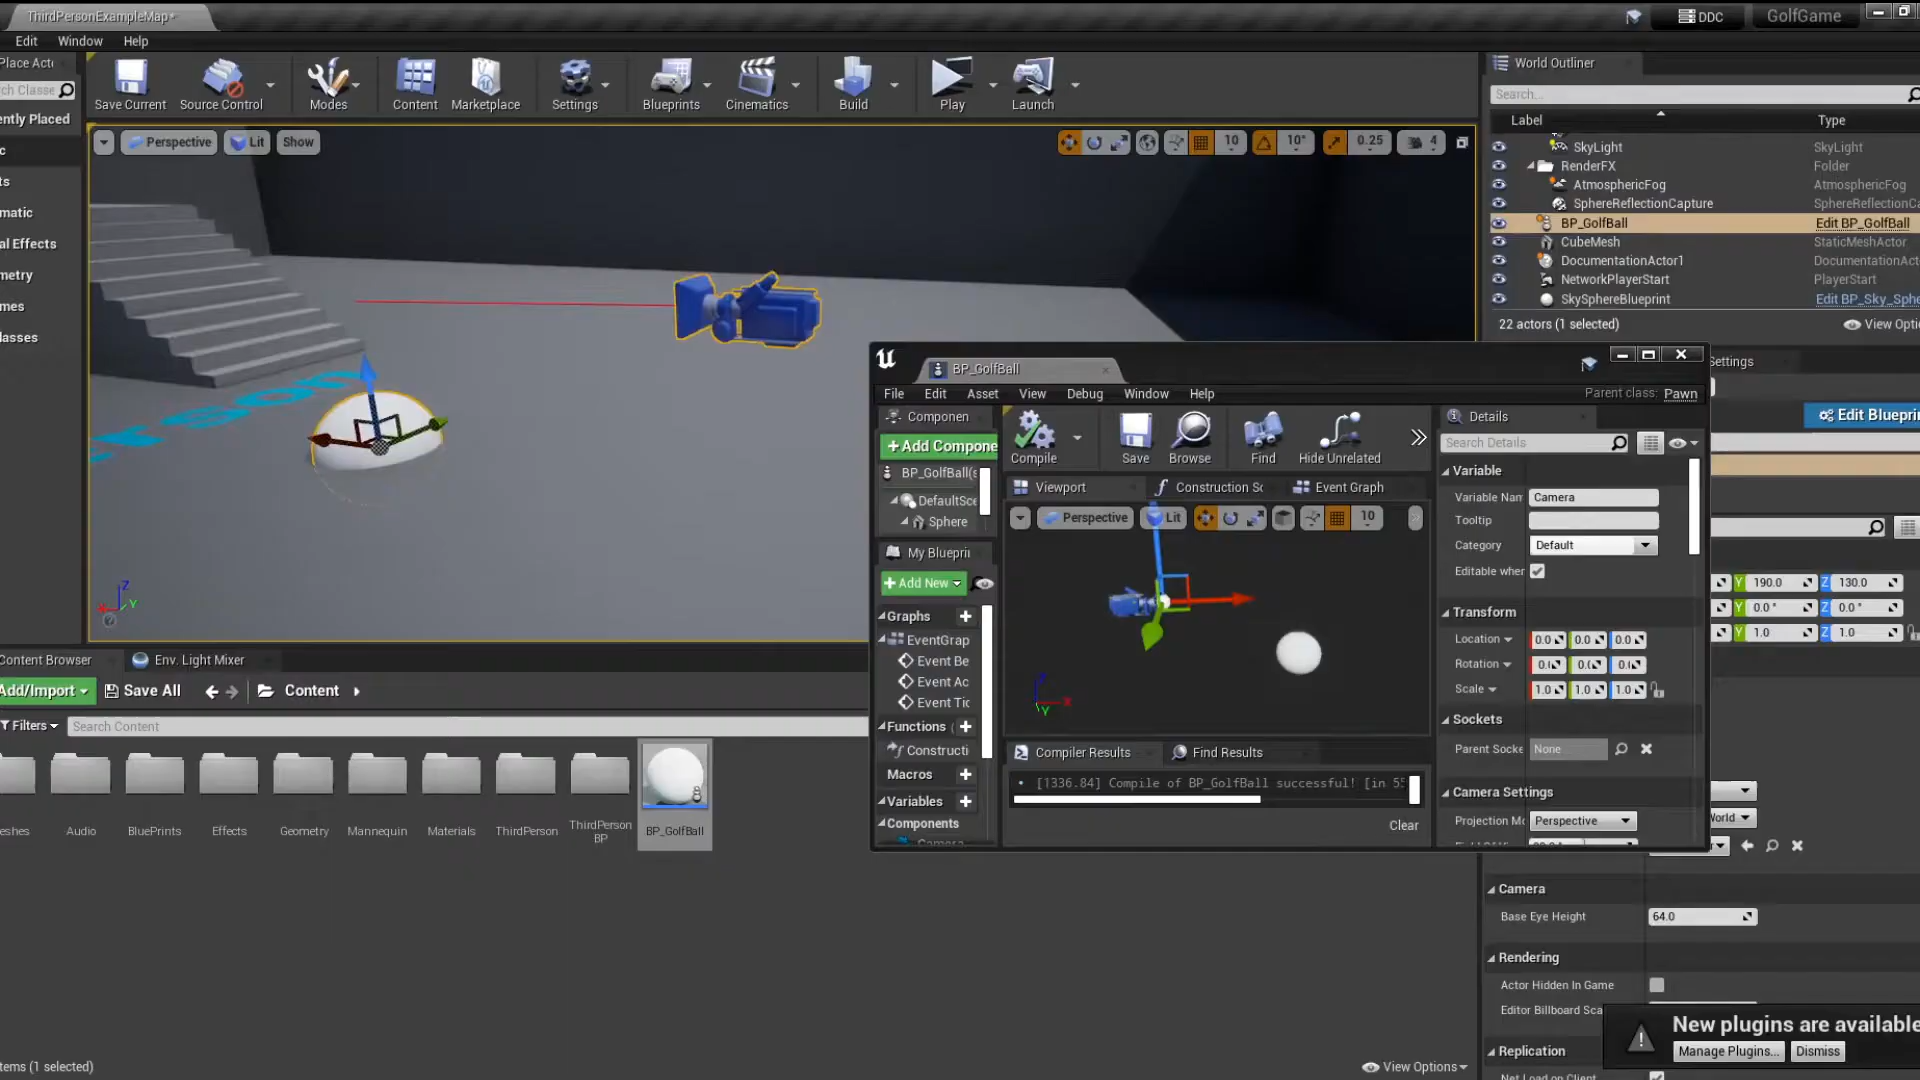 ThirdPersonExampleMap*
DDC
GolfGame
Edit
Window
Help
Place Act
ch Classe
ently Placed
c
ts
matic
al Effects
metry
mes
lasses
Save Current
Source Control
Modes
Content
Marketplace
Settings
Blueprints
Cinematics
Build
Play
Launch
Perspective
Lit
Show
10
10°
0.25
4
Z
Y
World Outliner
Search...
Label
Type
SkyLight
SkyLight
RenderFX
Folder
AtmosphericFog
AtmosphericFog
SphereReflectionCapture
SphereReflectionCa
BP_GolfBall
Edit BP_GolfBall
CubeMesh
StaticMeshActor
DocumentationActor1
DocumentationActo
NetworkPlayerStart
PlayerStart
SkySphereBlueprint
Edit BP_Sky_Sphe
22 actors (1 selected)
View Optio
Settings
Edit Blueprin
Y 190.0
Z 130.0
Y 0.0°
Z 0.0°
Y 1.0
Z 1.0
World
BP_GolfBall
File
Edit
Asset
View
Debug
Window
Help
Parent class: Pawn
Componen
+Add Compone
BP_GolfBall(s
DefaultSce
Sphere
My Blueprin
+Add New
Graphs
EventGrap
Event Be
Event Ac
Event Tic
Functions (
Constructi
Macros
Variables
Components
Camera
Compile
Save
Browse
Find
Hide Unrelated
Viewport
Construction Sc
Event Graph
Perspective
Lit
10
X
Y
Compiler Results
Find Results
[1336.84] Compile of BP_GolfBall successful! [in 5
Clear
Details
Search Details
Variable
Variable Nam
Camera
Tooltip
Category
Default
Editable when
Transform
Location
0.0
0.0
0.0
Rotation
0.(
0.(
0.(
Scale
1.0
1.0
1.0
Sockets
Parent Socke
None
Camera Settings
Projection Mo
Perspective
Camera
Base Eye Height
64.0
Rendering
Actor Hidden In Game
Editor Billboard Sca
Replication
Net Load on Client
New plugins are available
Manage Plugins...
Dismiss
Content Browser
Env. Light Mixer
Add/Import
Save All
Content
Filters
Search Content
eshes
Audio
BluePrints
Effects
Geometry
Mannequin
Materials
ThirdPerson
ThirdPerson
BP
BP_GolfBall
tems (1 selected)
View Options